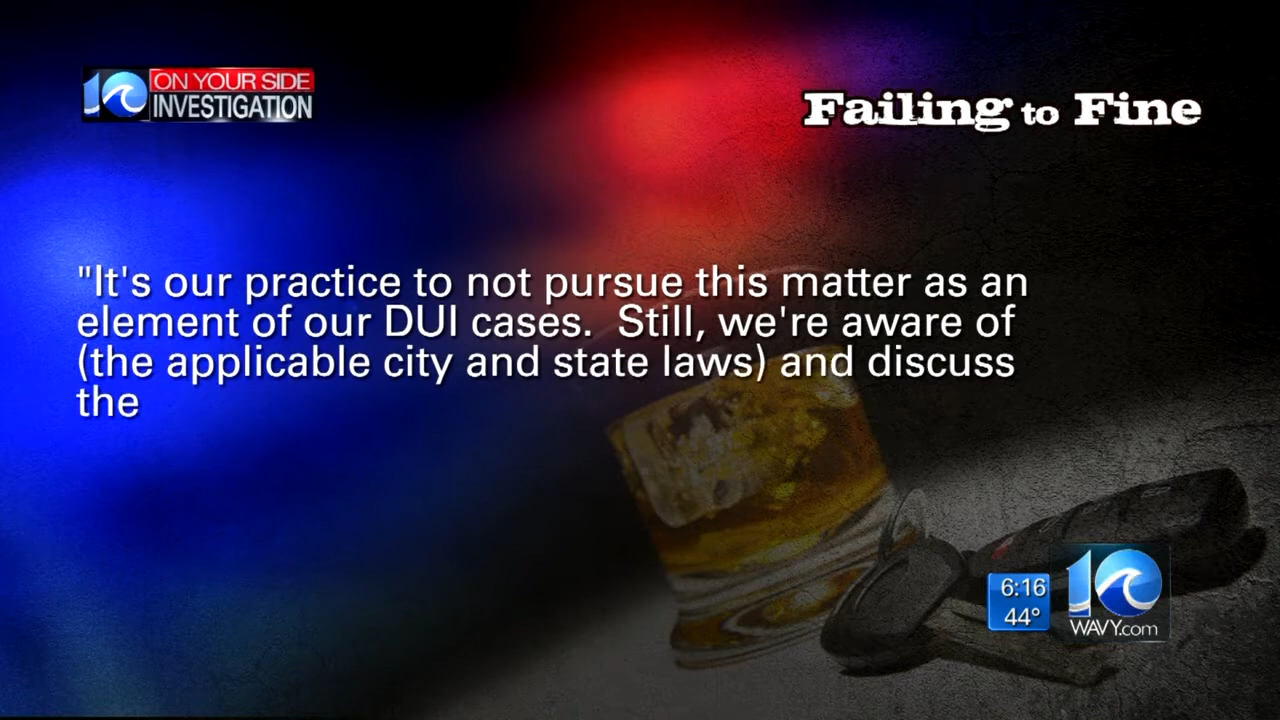 10 ON YOUR SIDE
INVESTIGATION
Failing to Fine
"It's our practice to not pursue this matter as an
element of our DUI cases.  Still, we're aware of
(the applicable city and state laws) and discuss
the
6:16
44°
10
WAVY.com